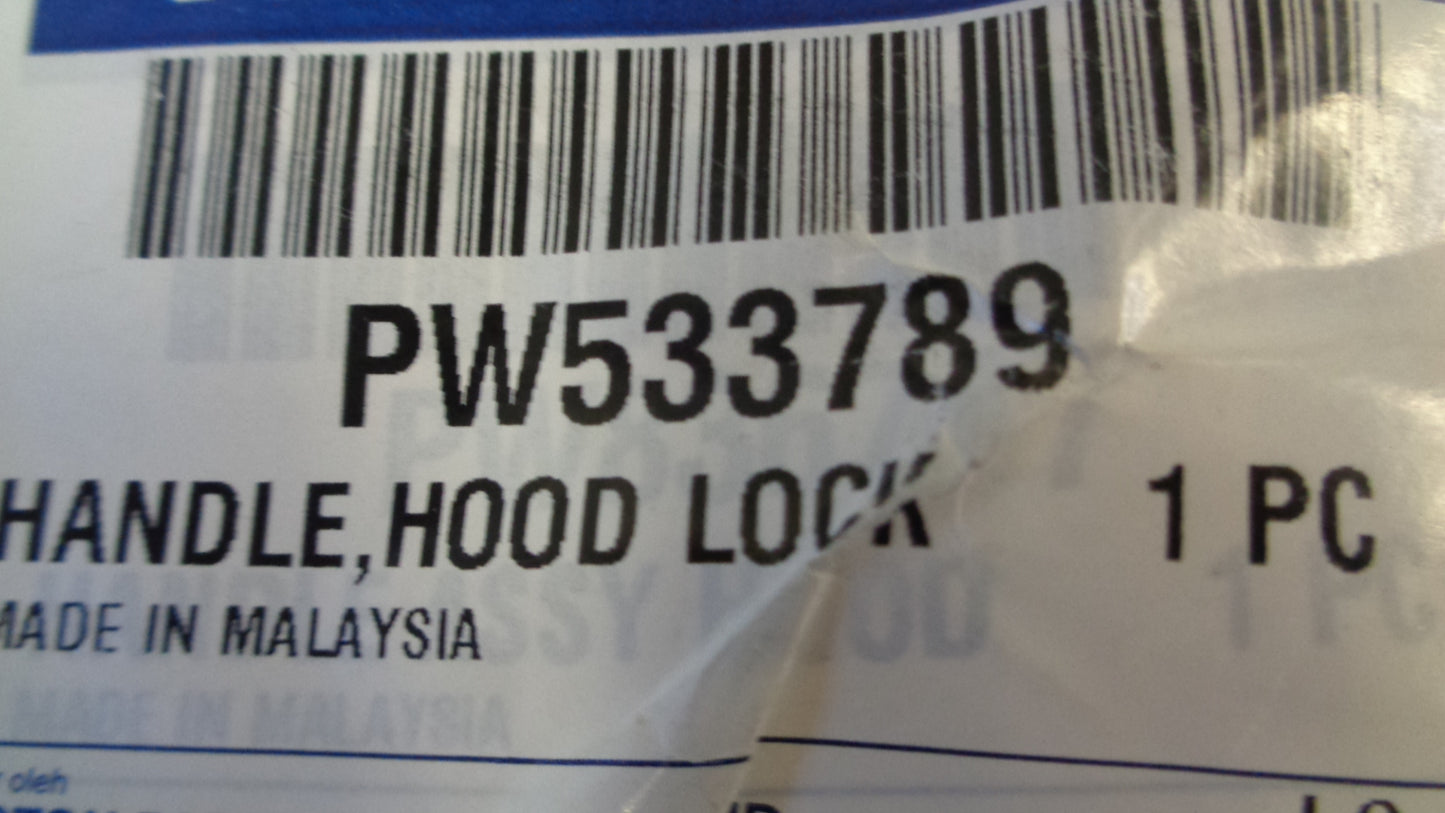 PW533789
HANDLE,HOOD LOCK 1 PC
MADE IN MALAYSIA
oleh